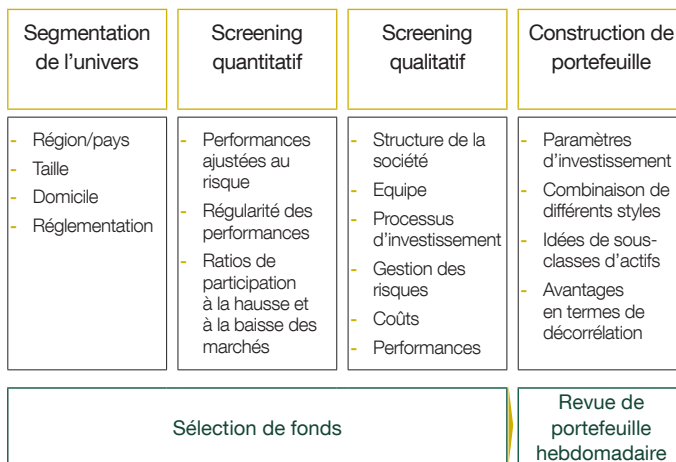 Segmentation
de l'univers
Screening
quantitatif
Screening
qualitatif
Construction de
portefeuille
- Région/pays
- Taille
- Domicile
- Réglementation
- Performances
ajustées au
risque
- Régularité des
performances
- Ratios de
participation
à la hausse et
à la baisse des
marchés
- Structure de la
société
- Equipe
- Processus
d'investissement
- Gestion des
risques
- Coûts
- Performances
- Paramètres
d'investissement
- Combinaison de
différents styles
- Idées de sous-
classes d'actifs
- Avantages
en termes de
décorrélation
Sélection de fonds
Revue de
portefeuille
hebdomadaire